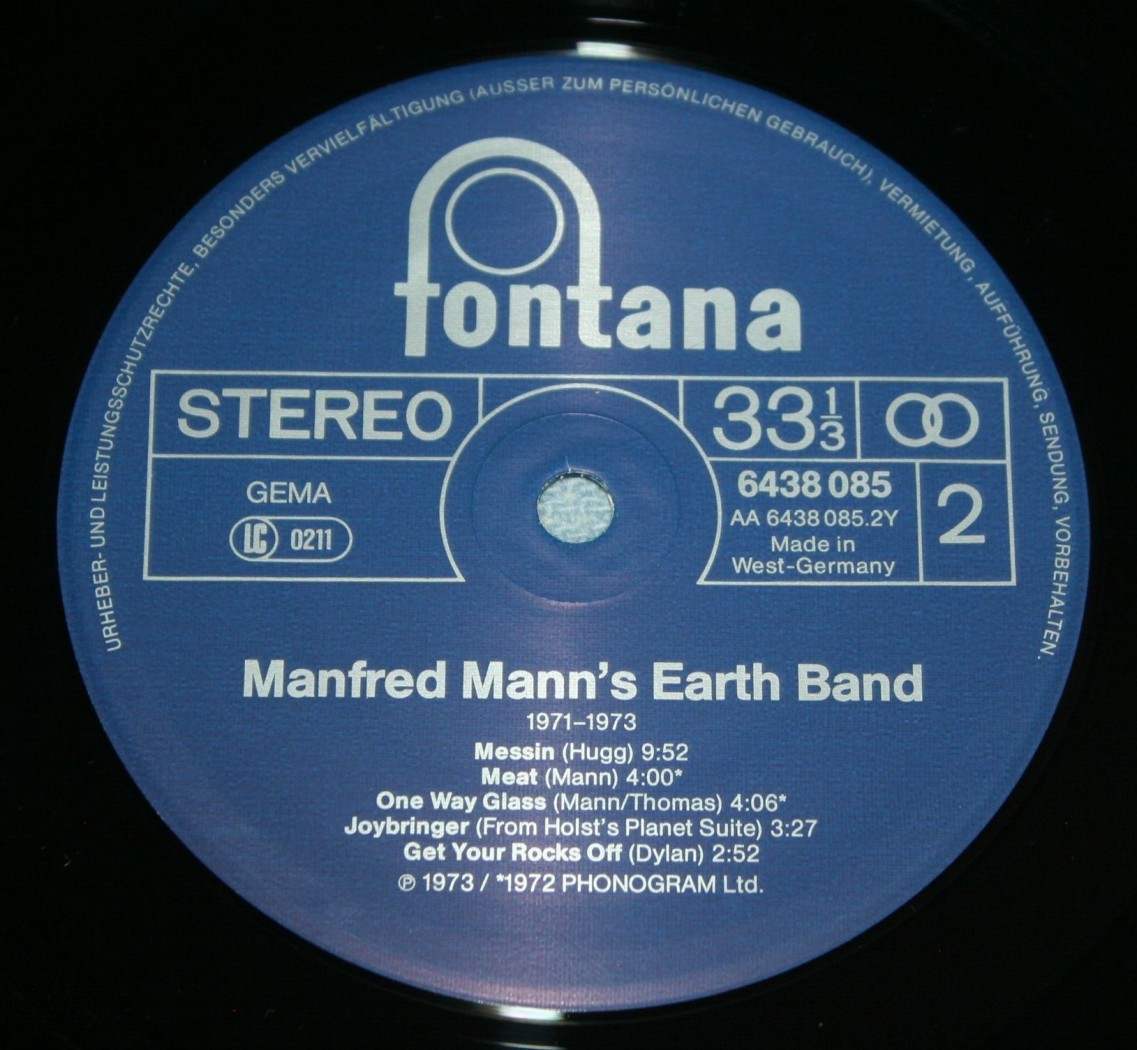 URHEBER- UND LEISTUNGSSCHUTZRECHTE, BESONDERS VERVIELFÄLTIGUNG (AUSSER ZUM PERSÖNLICHEN GEBRAUCH), VERMIETUNG, AUFFÜHRUNG, SENDUNG, VORBEHALTEN.
fontana
STEREO
33 1/3
GEMA
LC 0211
6438 085
AA 6438 085.2Y
Made in
West-Germany
2
Manfred Mann's Earth Band
1971–1973
Messin (Hugg) 9:52
Meat (Mann) 4:00*
One Way Glass (Mann/Thomas) 4:06*
Joybringer (From Holst's Planet Suite) 3:27
Get Your Rocks Off (Dylan) 2:52
℗ 1973 / *1972 PHONOGRAM Ltd.